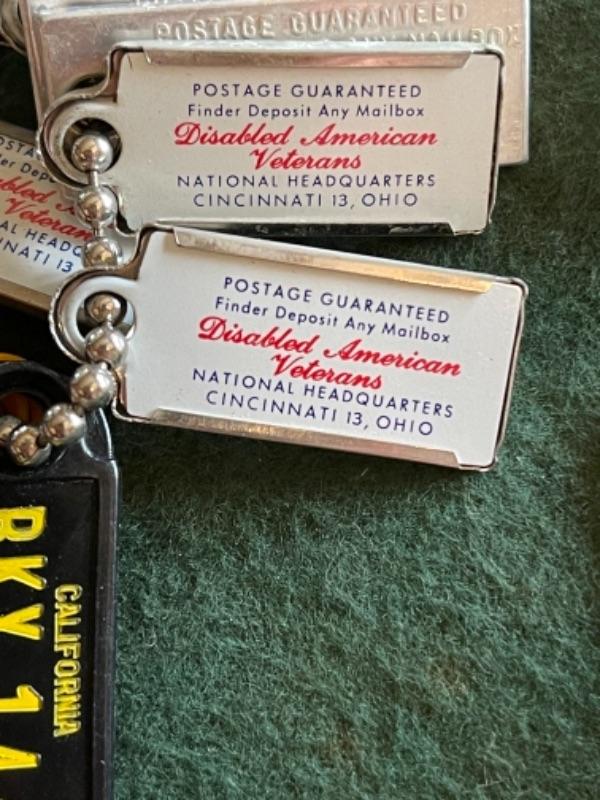 POSTAGE GUARANTEED
POSTAGE GUARANTEED
Finder Deposit Any Mailbox
Disabled American
Veterans
NATIONAL HEADQUARTERS
CINCINNATI 13, OHIO
POSTAGE GUARANTEED
Finder Deposit Any Mailbox
Disabled American
Veterans
NATIONAL HEADQUARTERS
CINCINNATI 13, OHIO
CALIFORNIA